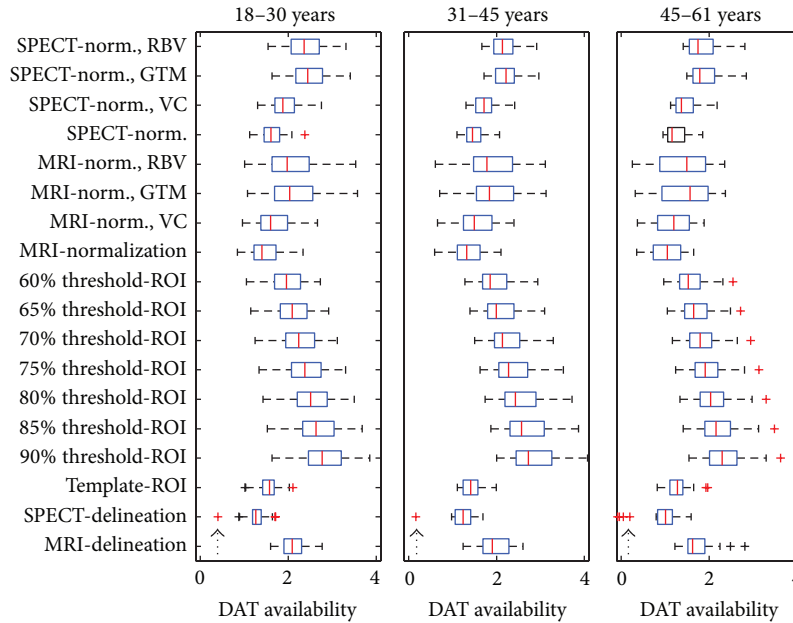 18–30 years
31–45 years
45–61 years
SPECT-norm., RBV
SPECT-norm., GTM
SPECT-norm., VC
SPECT-norm.
MRI-norm., RBV
MRI-norm., GTM
MRI-norm., VC
MRI-normalization
60% threshold-ROI
65% threshold-ROI
70% threshold-ROI
75% threshold-ROI
80% threshold-ROI
85% threshold-ROI
90% threshold-ROI
Template-ROI
SPECT-delineation
MRI-delineation
0 2 4
0 2 4
0 2 4
DAT availability
DAT availability
DAT availability